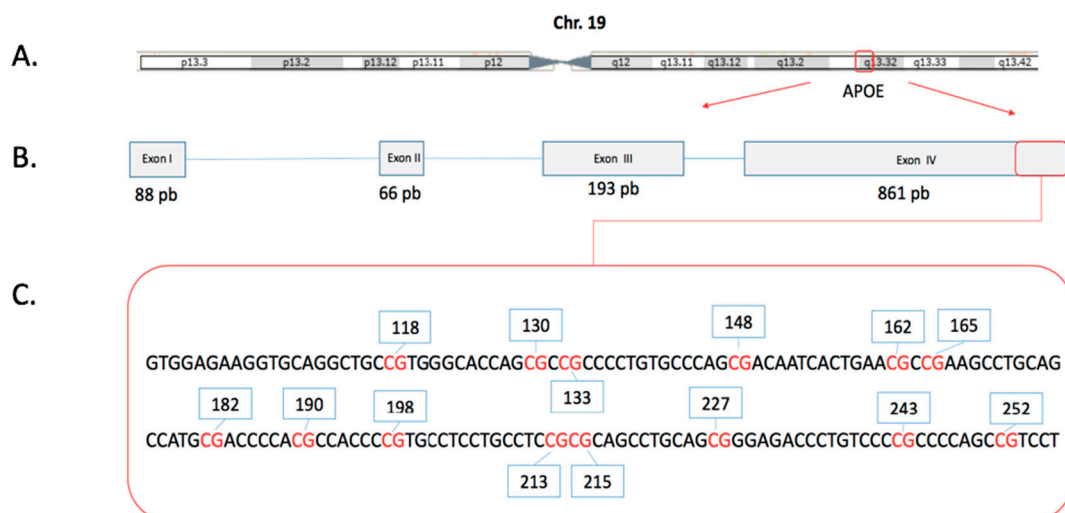 Chr. 19
A.
p13.3 p13.2 p13.12 p13.11 p12 q12 q13.11 q13.12 q13.2 q13.32 q13.33 q13.42
APOE
B.
Exon I Exon II Exon III Exon IV
88 pb 66 pb 193 pb 861 pb
C.
118 130 148 162 165
GTGGAGAAGGTGCAGGCTGCCGTGGGCACCAGCGCCGCCCCTGTGCCCAGCGACAATCACTGAACGCCGAAGCCTGCAG
133
182 190 198 227 243 252
CCATGCGACCCCACGCCACCCCGTGCCTCCTGCCTCCGCGCAGCCTGCAGCGGGAGACCCTGTCCCCGCCCCAGCCGTCCT
213 215